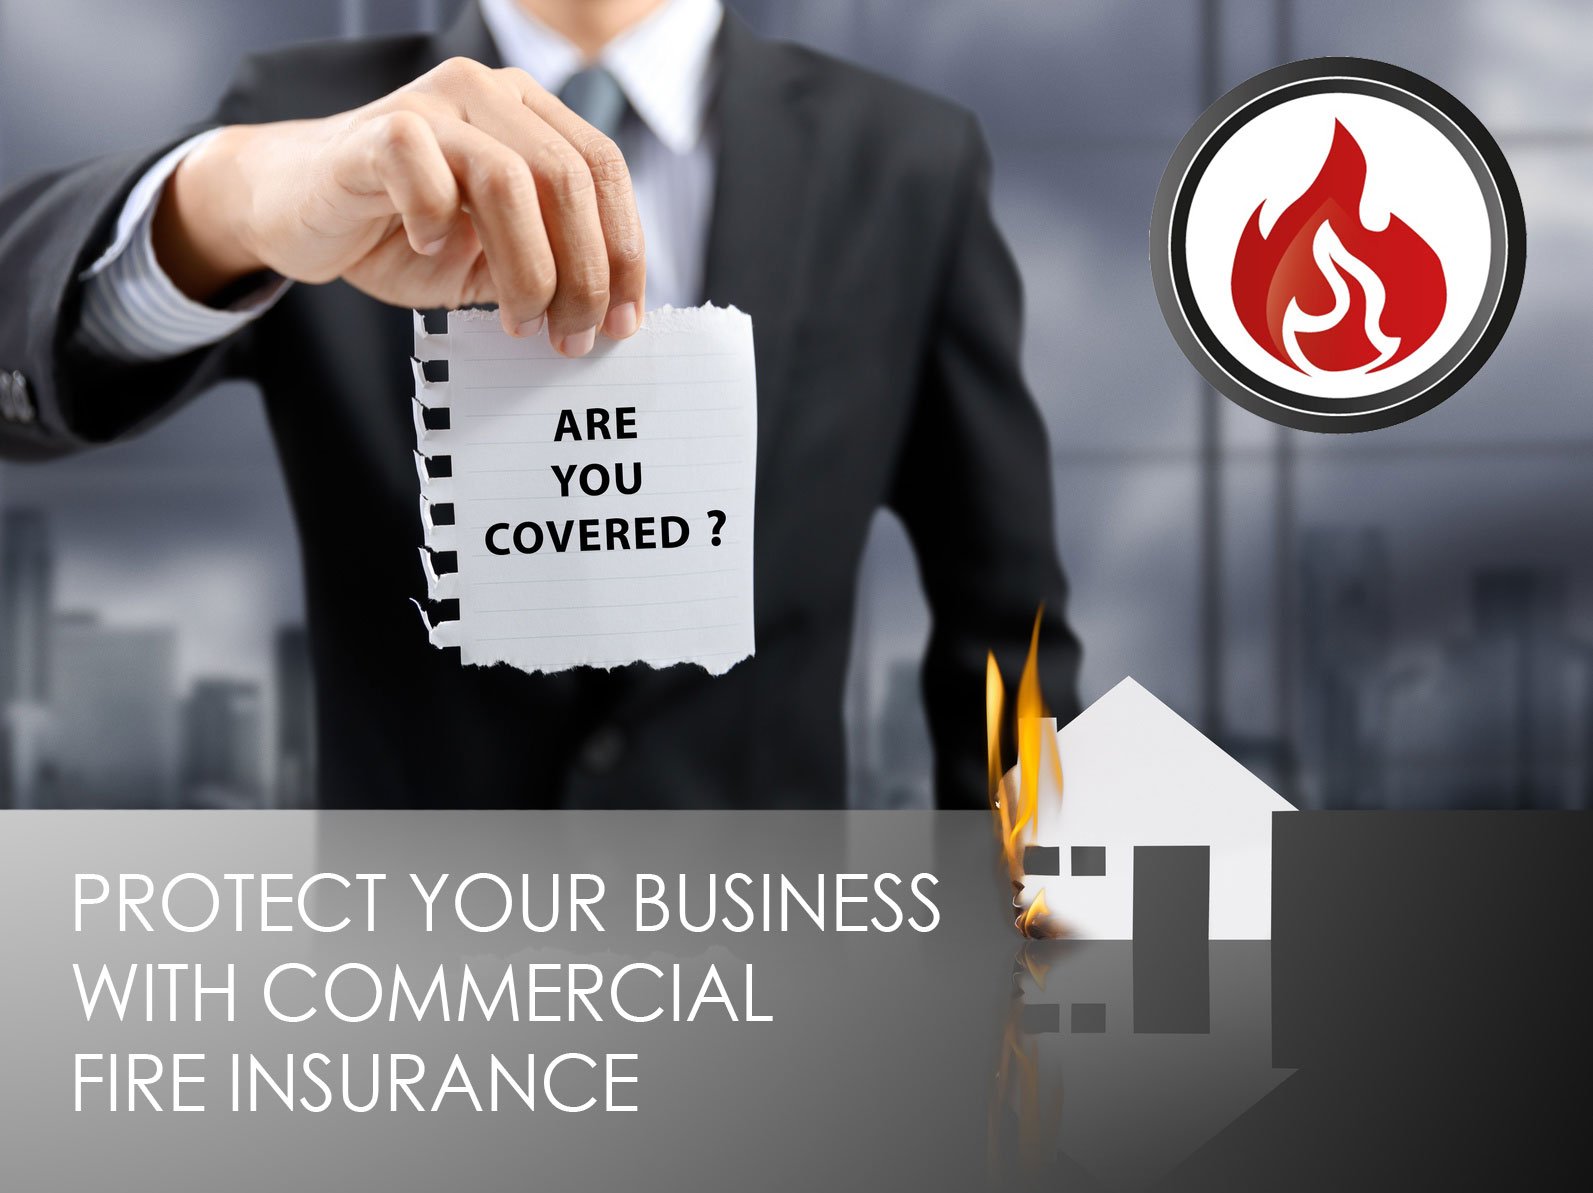 ARE
YOU
COVERED ?
PROTECT YOUR BUSINESS
WITH COMMERCIAL
FIRE INSURANCE